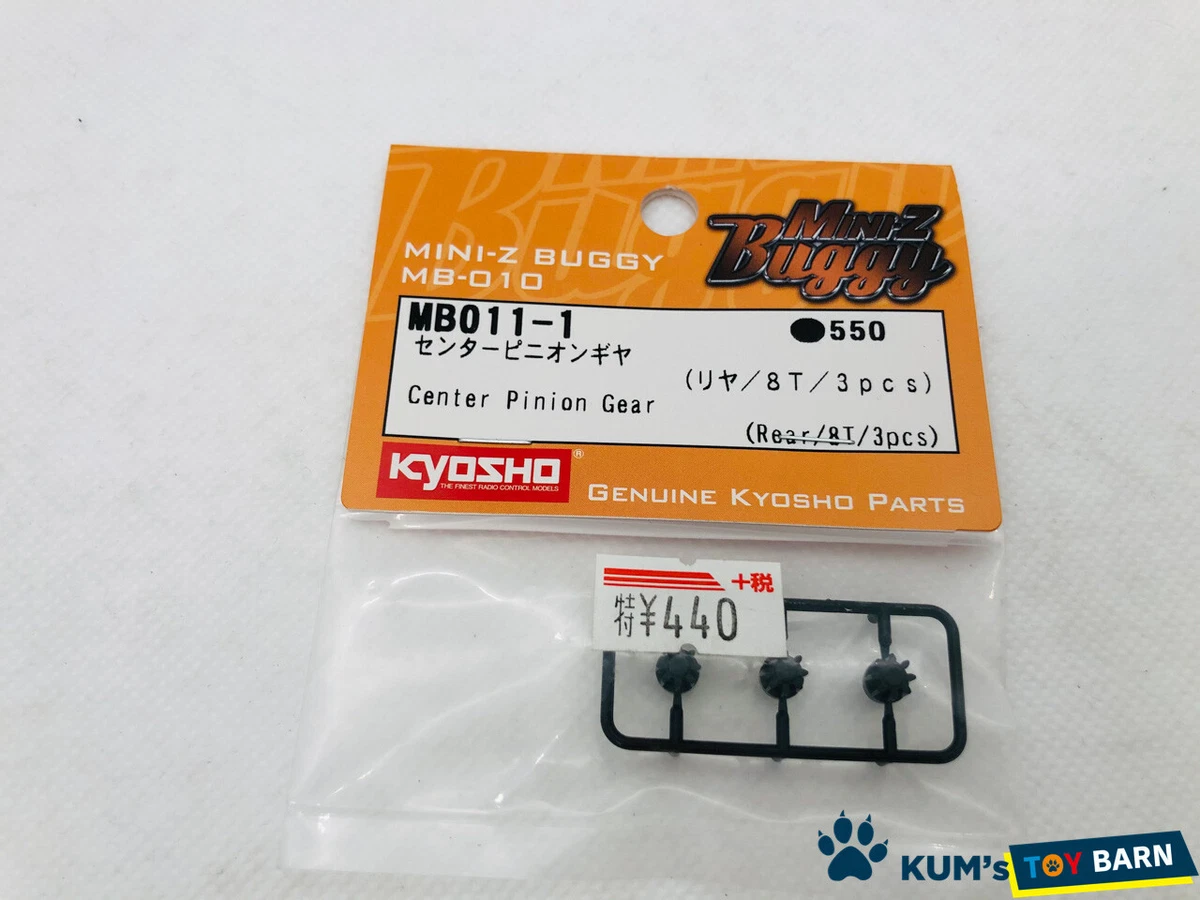 MINI-Z
Buggy
MINI-Z BUGGY
MB-010
MB011-1
●550
センターピニオンギヤ
(リヤ/8T/3pcs)
Center Pinion Gear
(Rear/8T/3pcs)
KYOSHO®
THE FINEST RADIO CONTROL MODELS
GENUINE KYOSHO PARTS
+税
¥440
KUM's TOY BARN